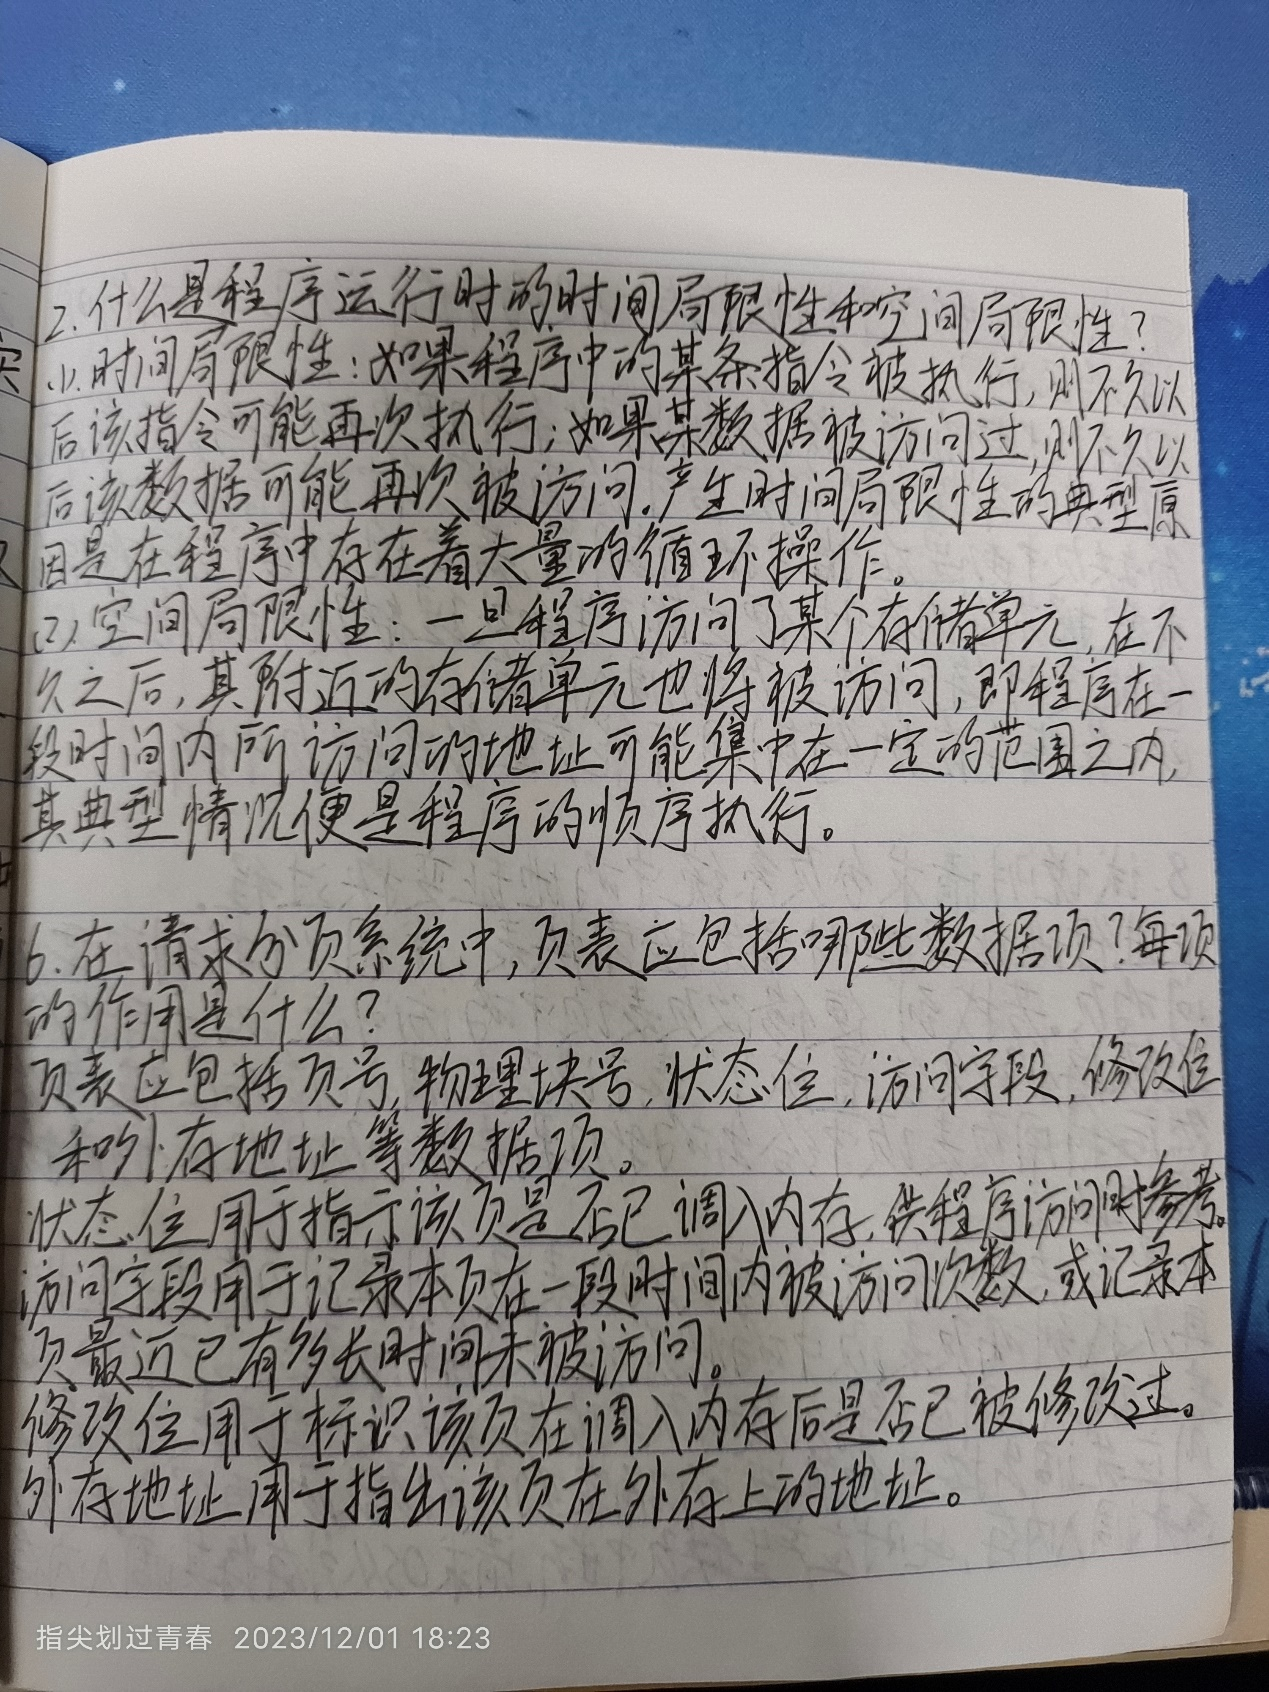 2.什么是程序运行时的时间局限性和空间局限性？
(1).时间局限性：如果程序中的某条指令被执行，则不久以
后该指令可能再次执行；如果某数据被访问过，则不久以
后该数据可能再次被访问。产生时间局限性的典型原
因是在程序中存在着大量的循环操作。
(2).空间局限性：一旦程序访问了某个存储单元，在不
久之后，其附近的存储单元也将被访问，即程序在一
段时间内所访问的地址可能集中在一定的范围之内，
其典型情况便是程序的顺序执行。
6.在请求分页系统中，页表应包括哪些数据项？每项
的作用是什么？
页表应包括页号，物理块号，状态位，访问字段，修改位
和外存地址等数据项。
状态位用于指示该页是否已调入内存，供程序访问时参考。
访问字段用于记录本页在一段时间内被访问次数，或记录本
页最近已有多长时间未被访问。
修改位用于标识该页在调入内存后是否已被修改过。
外存地址用于指出该页在外存上的地址。
指尖划过青春 2023/12/01 18:23